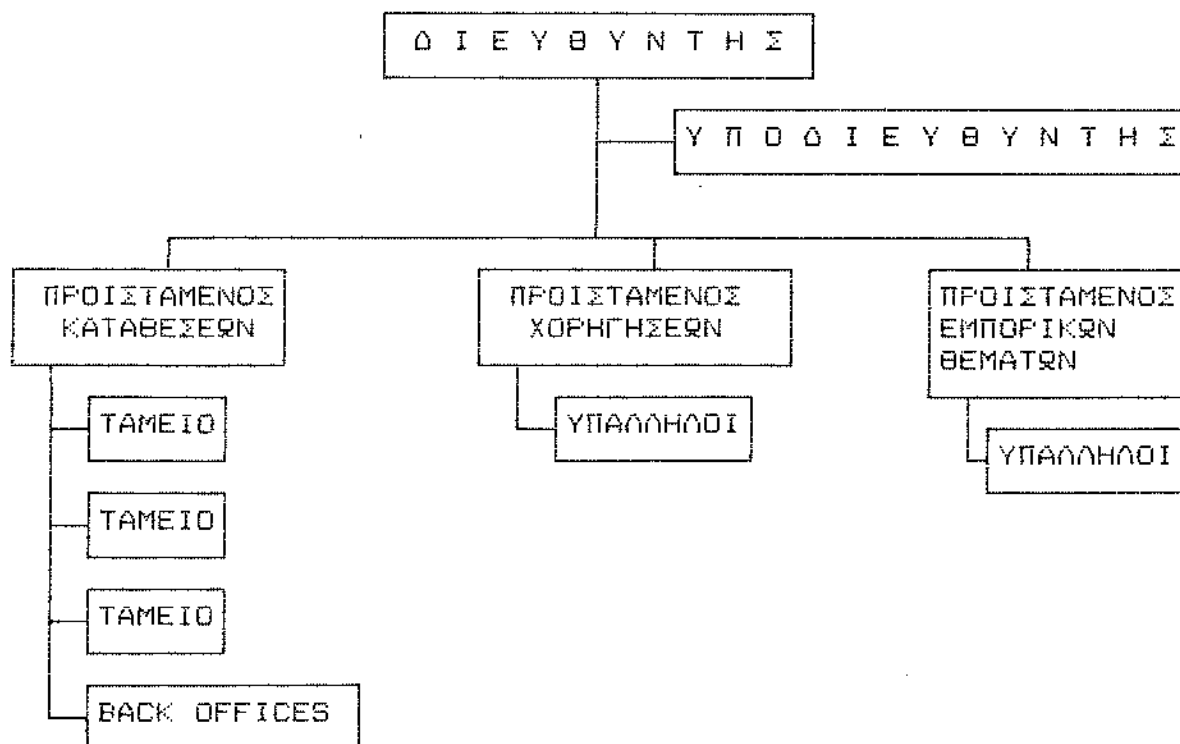 Δ Ι Ε Υ Θ Υ Ν Τ Η Σ
Υ Π Ο Δ Ι Ε Υ Θ Υ Ν Τ Η Σ
ΠΡΟΙΣΤΑΜΕΝΟΣ
ΚΑΤΑΘΕΣΕΩΝ
ΠΡΟΙΣΤΑΜΕΝΟΣ
ΧΟΡΗΓΗΣΕΩΝ
ΠΡΟΙΣΤΑΜΕΝΟΣ
ΕΜΠΟΡΙΚΩΝ
ΘΕΜΑΤΩΝ
ΤΑΜΕΙΟ
ΤΑΜΕΙΟ
ΤΑΜΕΙΟ
BACK OFFICES
ΥΠΑΛΛΗΛΟΙ
ΥΠΑΛΛΗΛΟΙ